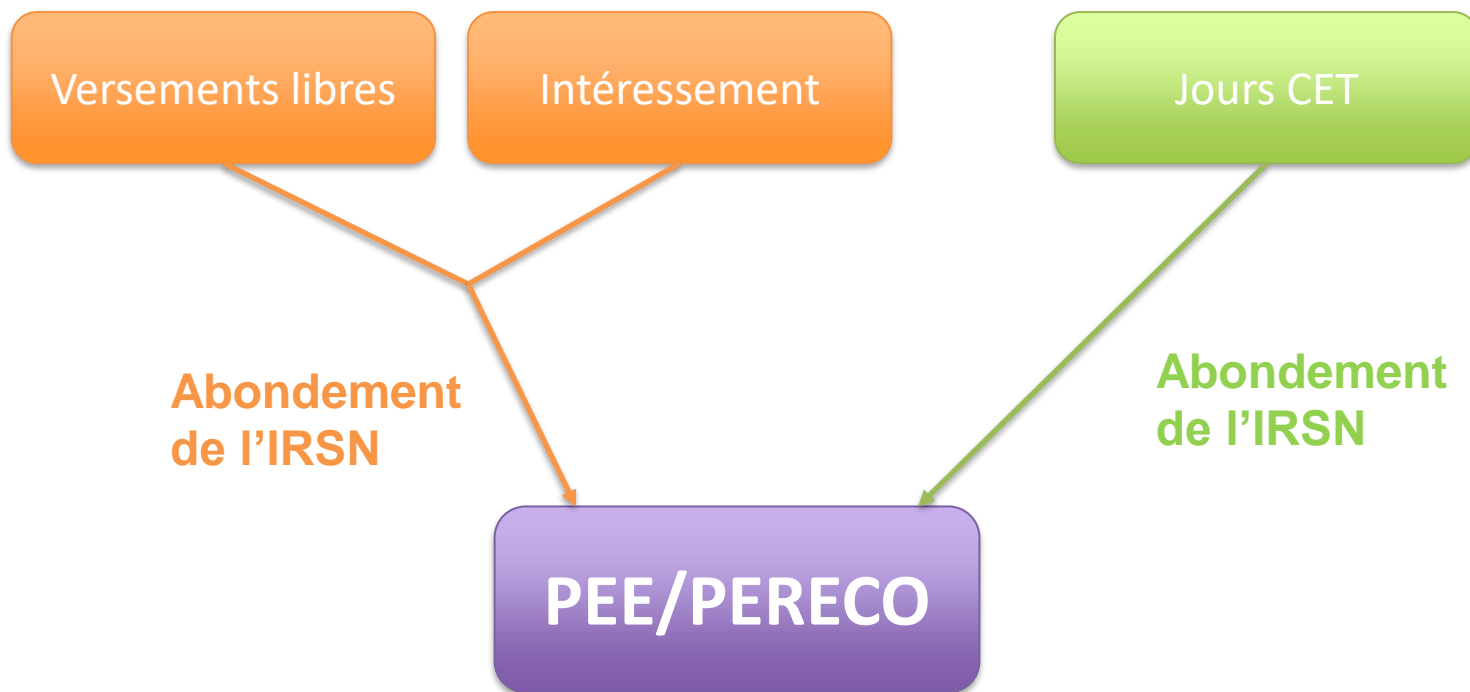 Versements libres
Intéressement
Jours CET
Abondement
de l’IRSN
Abondement
de l’IRSN
PEE/PERECO